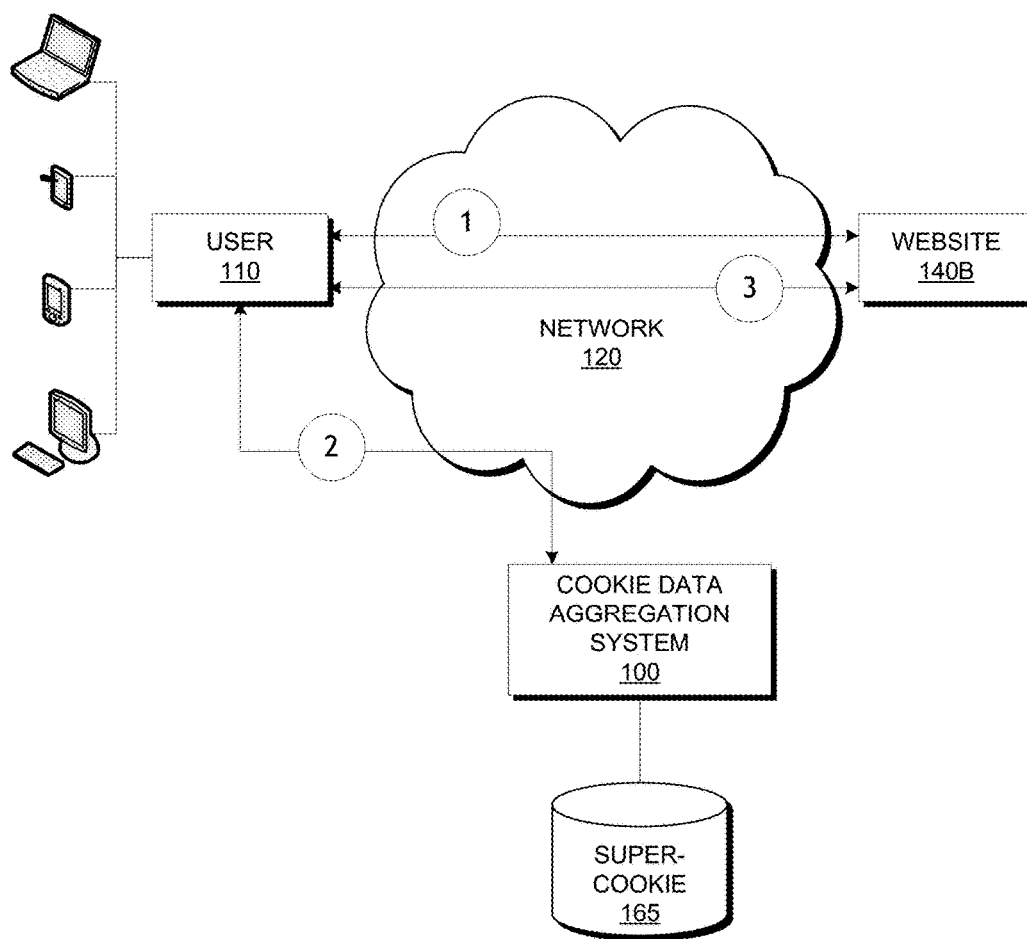 1
USER
110
WEBSITE
140B
3
NETWORK
120
2
COOKIE DATA
AGGREGATION
SYSTEM
100
SUPER-
COOKIE
165